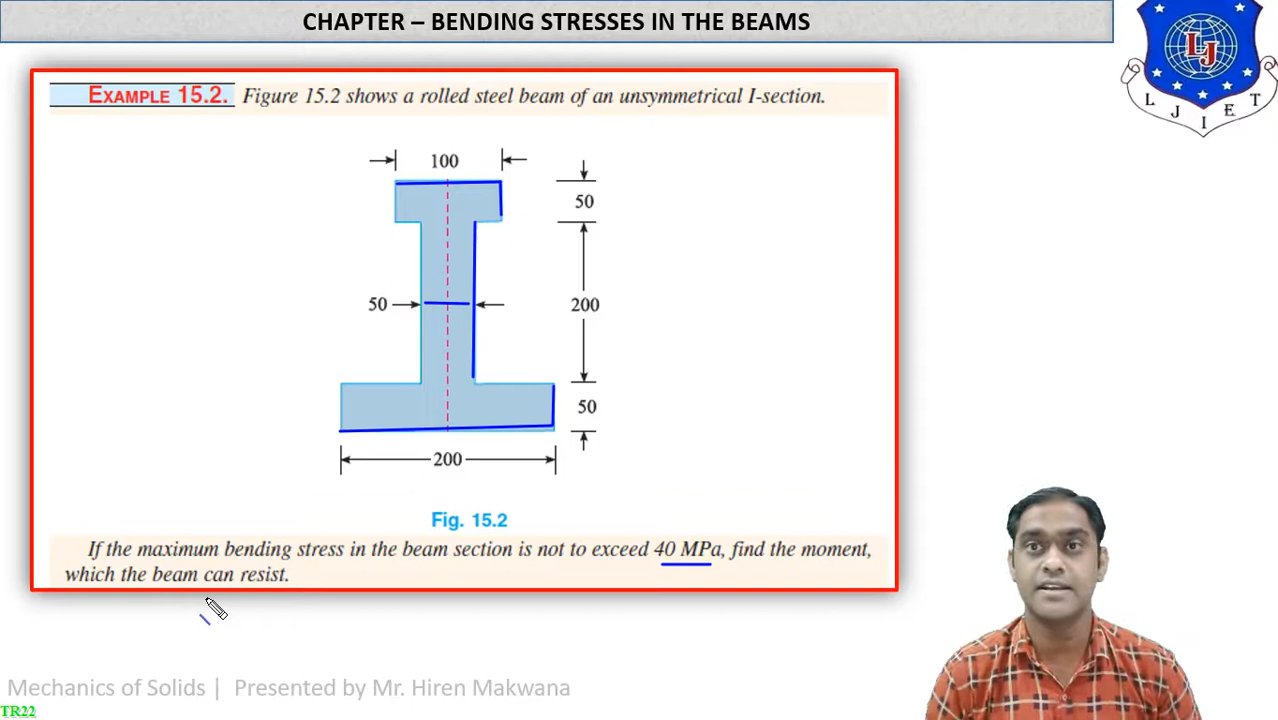 CHAPTER – BENDING STRESSES IN THE BEAMS
LJ
L J I E T
EXAMPLE 15.2. Figure 15.2 shows a rolled steel beam of an unsymmetrical I-section.
100
50
50
200
50
200
Fig. 15.2
If the maximum bending stress in the beam section is not to exceed 40 MPa, find the moment,
which the beam can resist.
Mechanics of Solids | Presented by Mr. Hiren Makwana
TR22